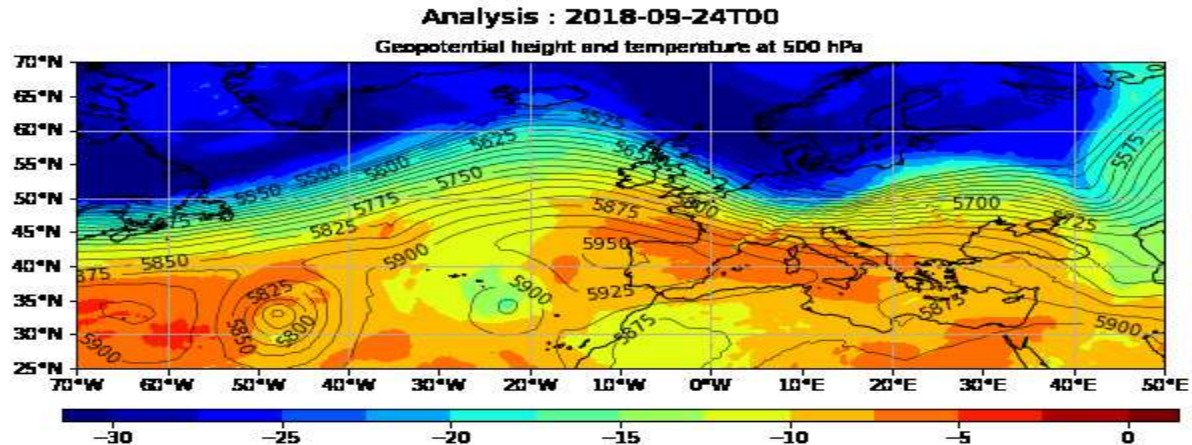 Analysis : 2018-09-24T00
Geopotential height and temperature at 500 hPa
70°N
65°N
60°N
55°N
50°N
45°N
40°N
35°N
30°N
25°N
5525
5625
5575
5500
5600
5550
5750
5775
5800
5700
5875
5725
5825
5950
5850
5900
5875
5900
5825
5925
5850
5800
5875
5875
5900
5900
70°W 60°W 50°W 40°W 30°W 20°W 10°W 0°W 10°E 20°E 30°E 40°E 50°E
−30 −25 −20 −15 −10 −5 0